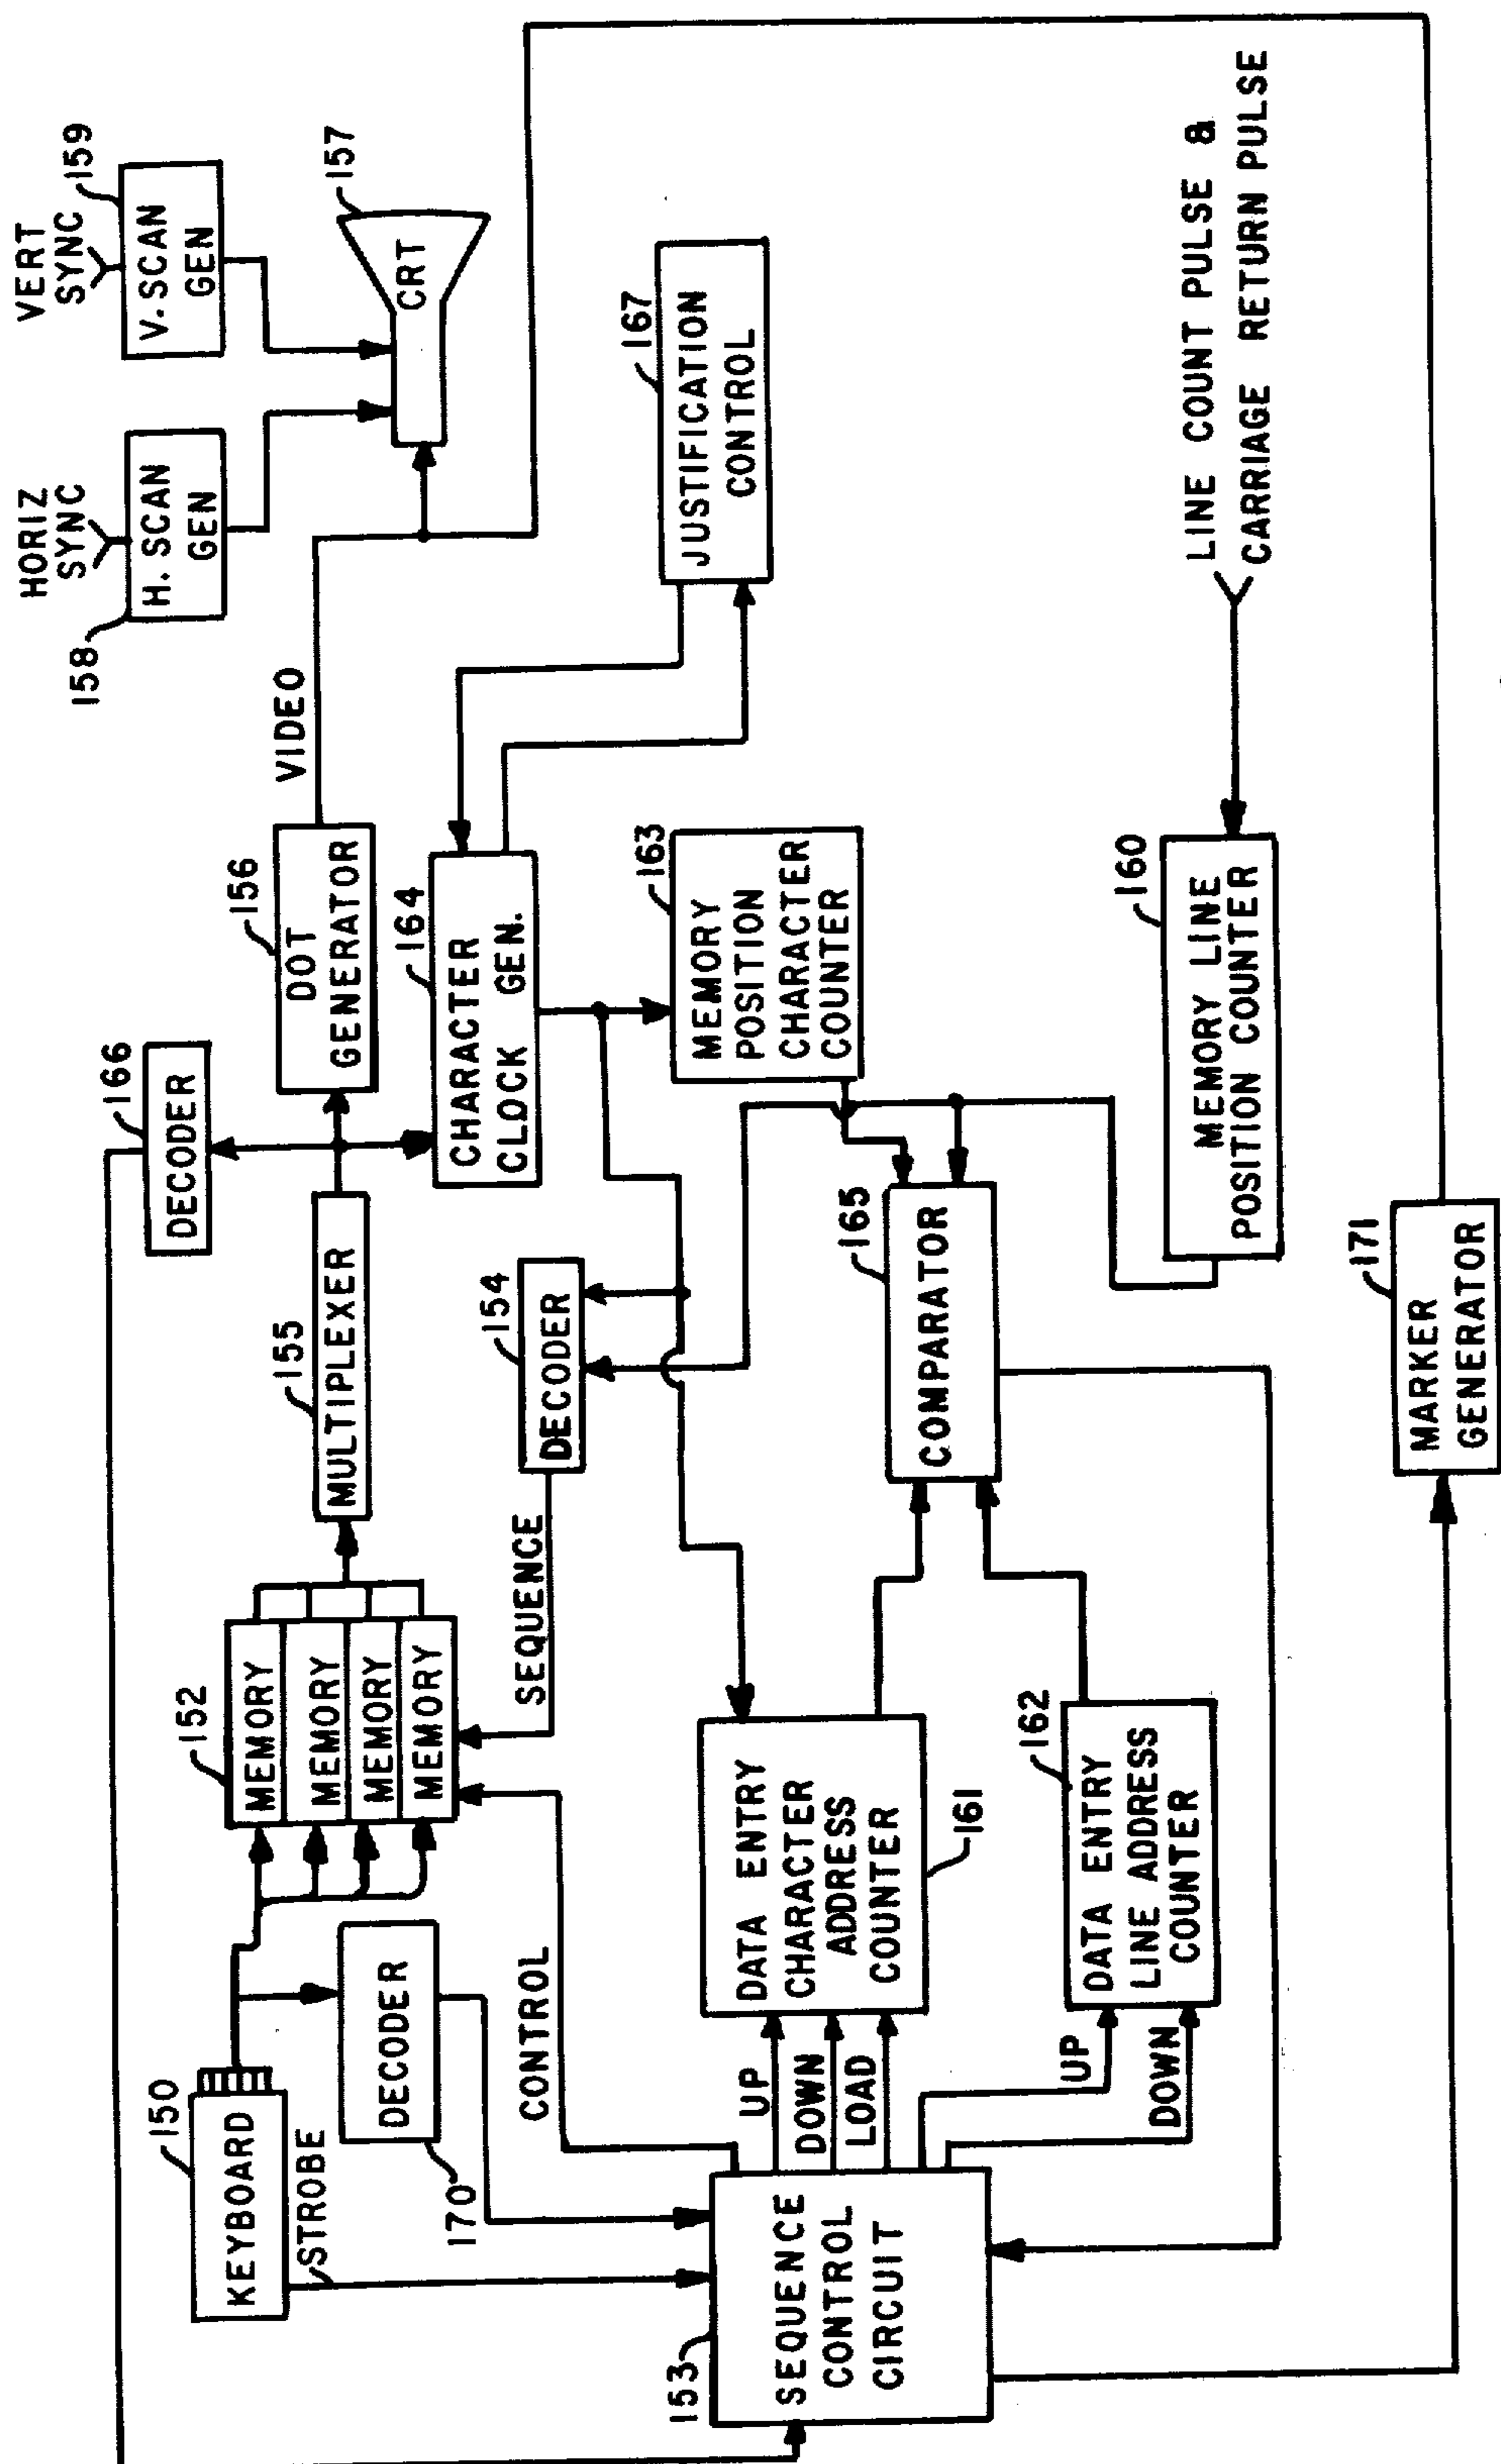 VERT
SYNC
159
V. SCAN
GEN
HORIZ
SYNC
158
H. SCAN
GEN
157
CRT
VIDEO
166
DECODER
156
DOT
GENERATOR
155
MULTIPLEXER
152
MEMORY
MEMORY
MEMORY
MEMORY
150
KEYBOARD
STROBE
DECODER
170
CONTROL
SEQUENCE
154
DECODER
164
CHARACTER
CLOCK GEN.
167
JUSTIFICATION
CONTROL
163
MEMORY
POSITION
CHARACTER
COUNTER
165
COMPARATOR
DATA ENTRY
CHARACTER
ADDRESS
COUNTER
161
UP
DOWN
LOAD
153
SEQUENCE
CONTROL
CIRCUIT
UP
DOWN
162
DATA ENTRY
LINE ADDRESS
COUNTER
160
MEMORY LINE
POSITION COUNTER
LINE COUNT PULSE &
CARRIAGE RETURN PULSE
171
MARKER
GENERATOR